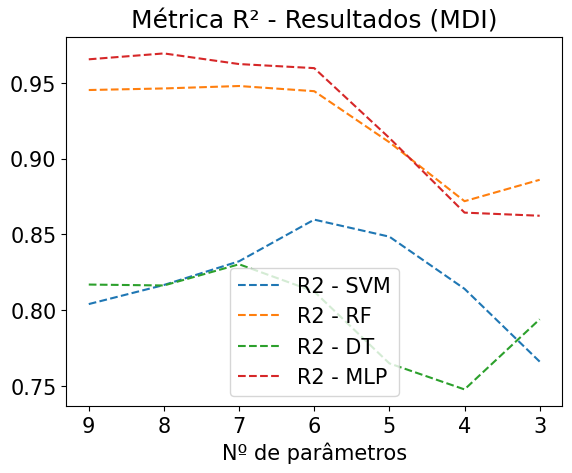 Métrica R² - Resultados (MDI)
0.95
0.90
0.85
0.80
0.75
R2 - SVM
R2 - RF
R2 - DT
R2 - MLP
9 8 7 6 5 4 3
Nº de parâmetros